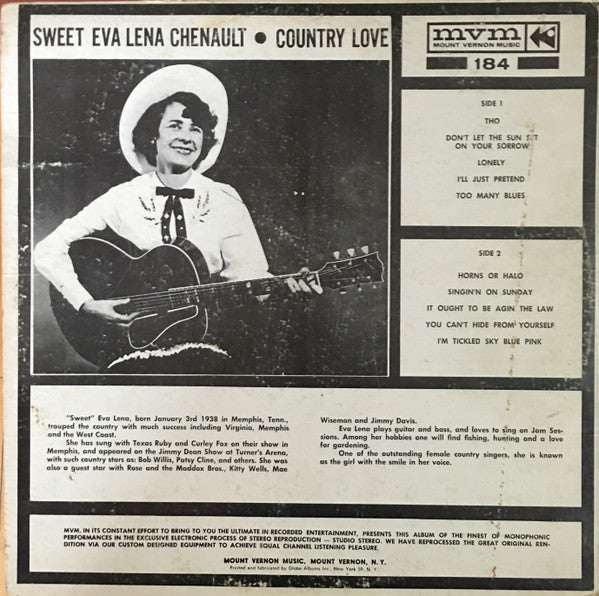 SWEET EVA LENA CHENAULT • COUNTRY LOVE
mvm
MOUNT VERNON MUSIC
184
SIDE 1
THO
DON'T LET THE SUN SET
ON YOUR SORROW
LONELY
I'LL JUST PRETEND
TOO MANY BLUES
SIDE 2
HORNS OR HALO
SINGIN'N ON SUNDAY
IT OUGHT TO BE AGIN THE LAW
YOU CAN'T HIDE FROM YOURSELF
I'M TICKLED SKY BLUE PINK
"Sweet" Eva Lena, born January 3rd 1938 in Memphis, Tenn.,
trouped the country with much success including Virginia, Memphis
and the West Coast.
She has sung with Texas Ruby and Curley Fox on their show in
Memphis, and appeared on the Jimmy Dean Show at Turner's Arena,
with such country stars as: Bob Willis, Patsy Cline, and others. She was
also a guest star with Rose and the Maddox Bros., Kitty Wells, Mae
Wiseman and Jimmy Davis.
Eva Lena plays guitar and bass, and loves to sing on Jam Ses-
sions. Among her hobbies one will find fishing, hunting and a love
for gardening.
One of the outstanding female country singers, she is known
as the girl with the smile in her voice.
MVM, IN ITS CONSTANT EFFORT TO BRING TO YOU THE ULTIMATE IN RECORDED ENTERTAINMENT, PRESENTS THIS ALBUM OF THE FINEST OF MONOPHONIC
PERFORMANCES IN THE EXCLUSIVE ELECTRONIC PROCESS OF STEREO REPRODUCTION — STUDIO STEREO. WE HAVE REPROCESSED THE GREAT ORIGINAL REN-
DITION VIA OUR CUSTOM DESIGNED EQUIPMENT TO ACHIEVE EQUAL CHANNEL LISTENING PLEASURE.
MOUNT VERNON MUSIC, MOUNT VERNON, N. Y.
Printed and fabricated by Globe Albums Inc., New York 59, N. Y.